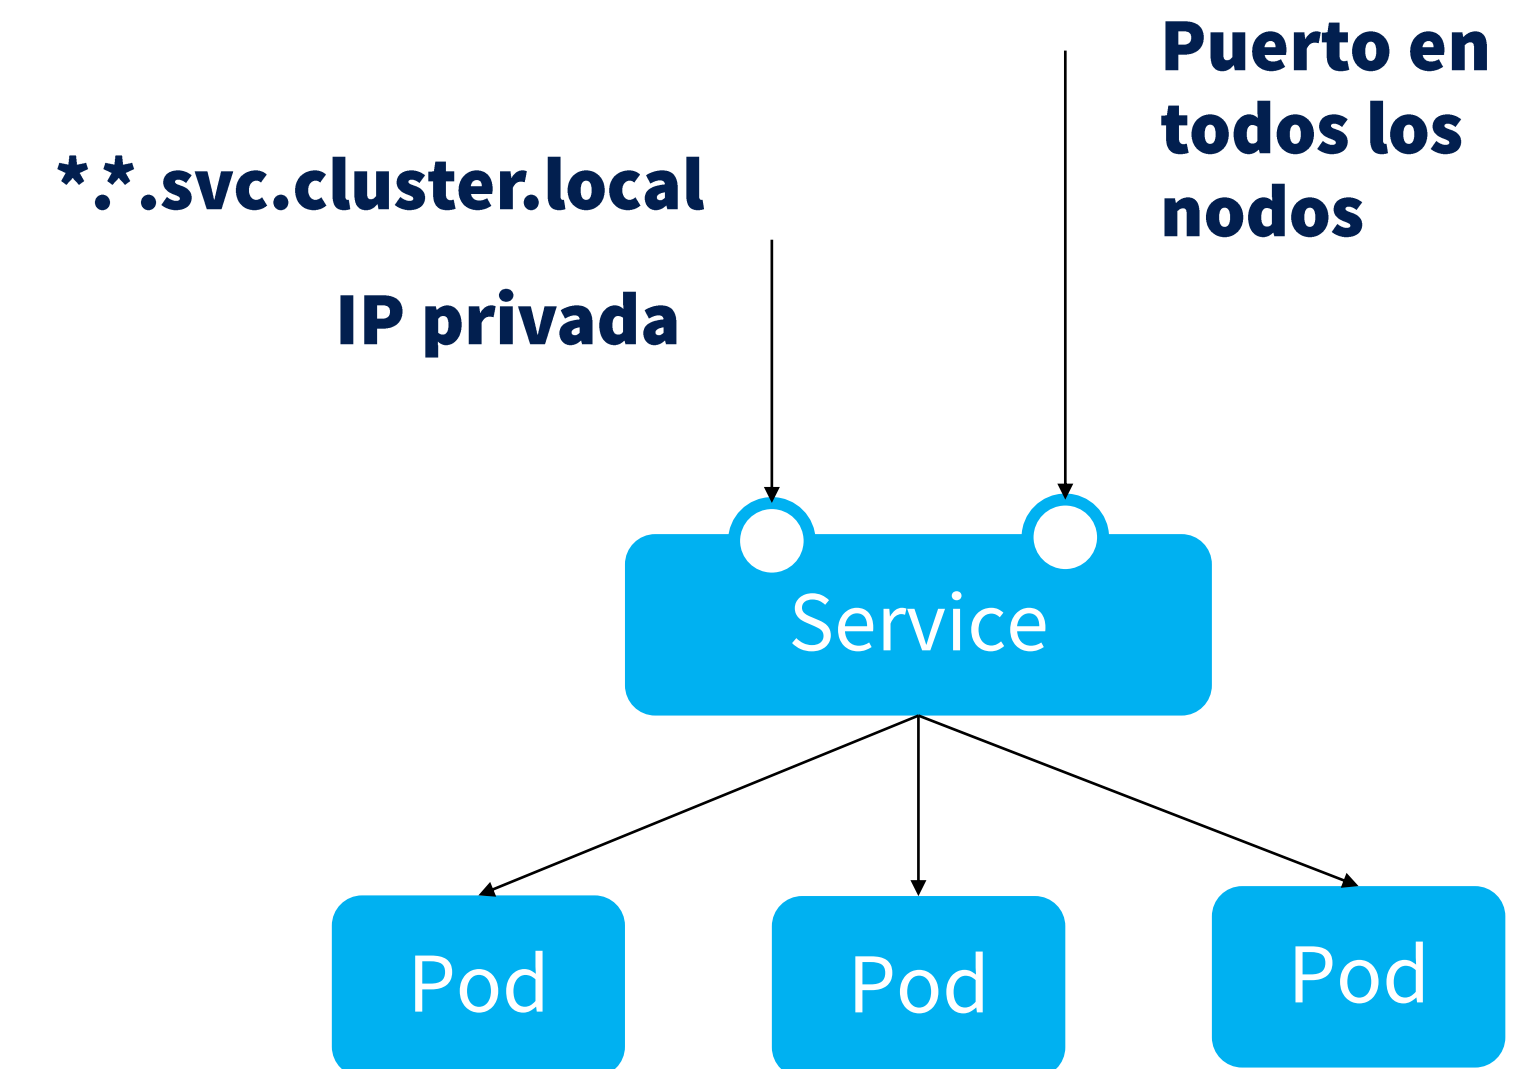 Puerto en
todos los
nodos
*.*.svc.cluster.local
IP privada
Service
Pod
Pod
Pod